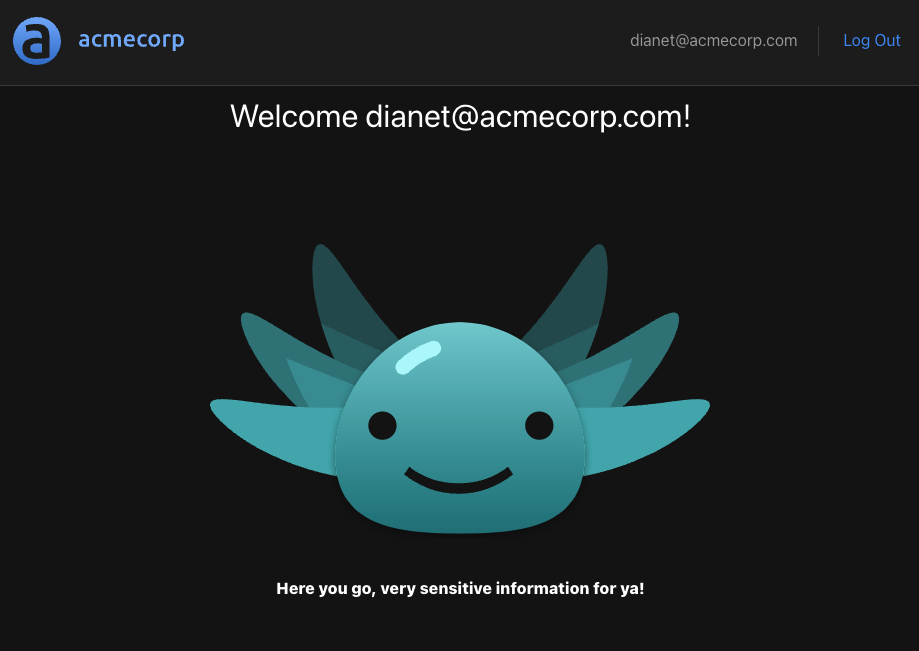 acmecorp
dianet@acmecorp.com
Log Out
Welcome dianet@acmecorp.com!
Here you go, very sensitive information for ya!